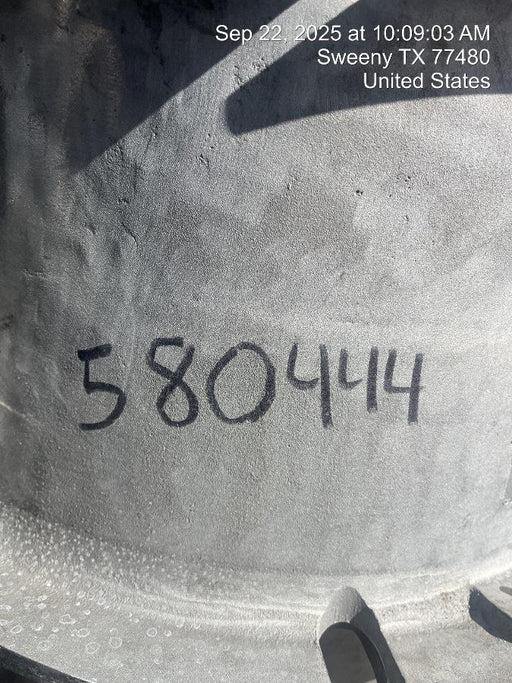 Sep 22, 2025 at 10:09:03 AM
Sweeny TX 77480
United States
580444